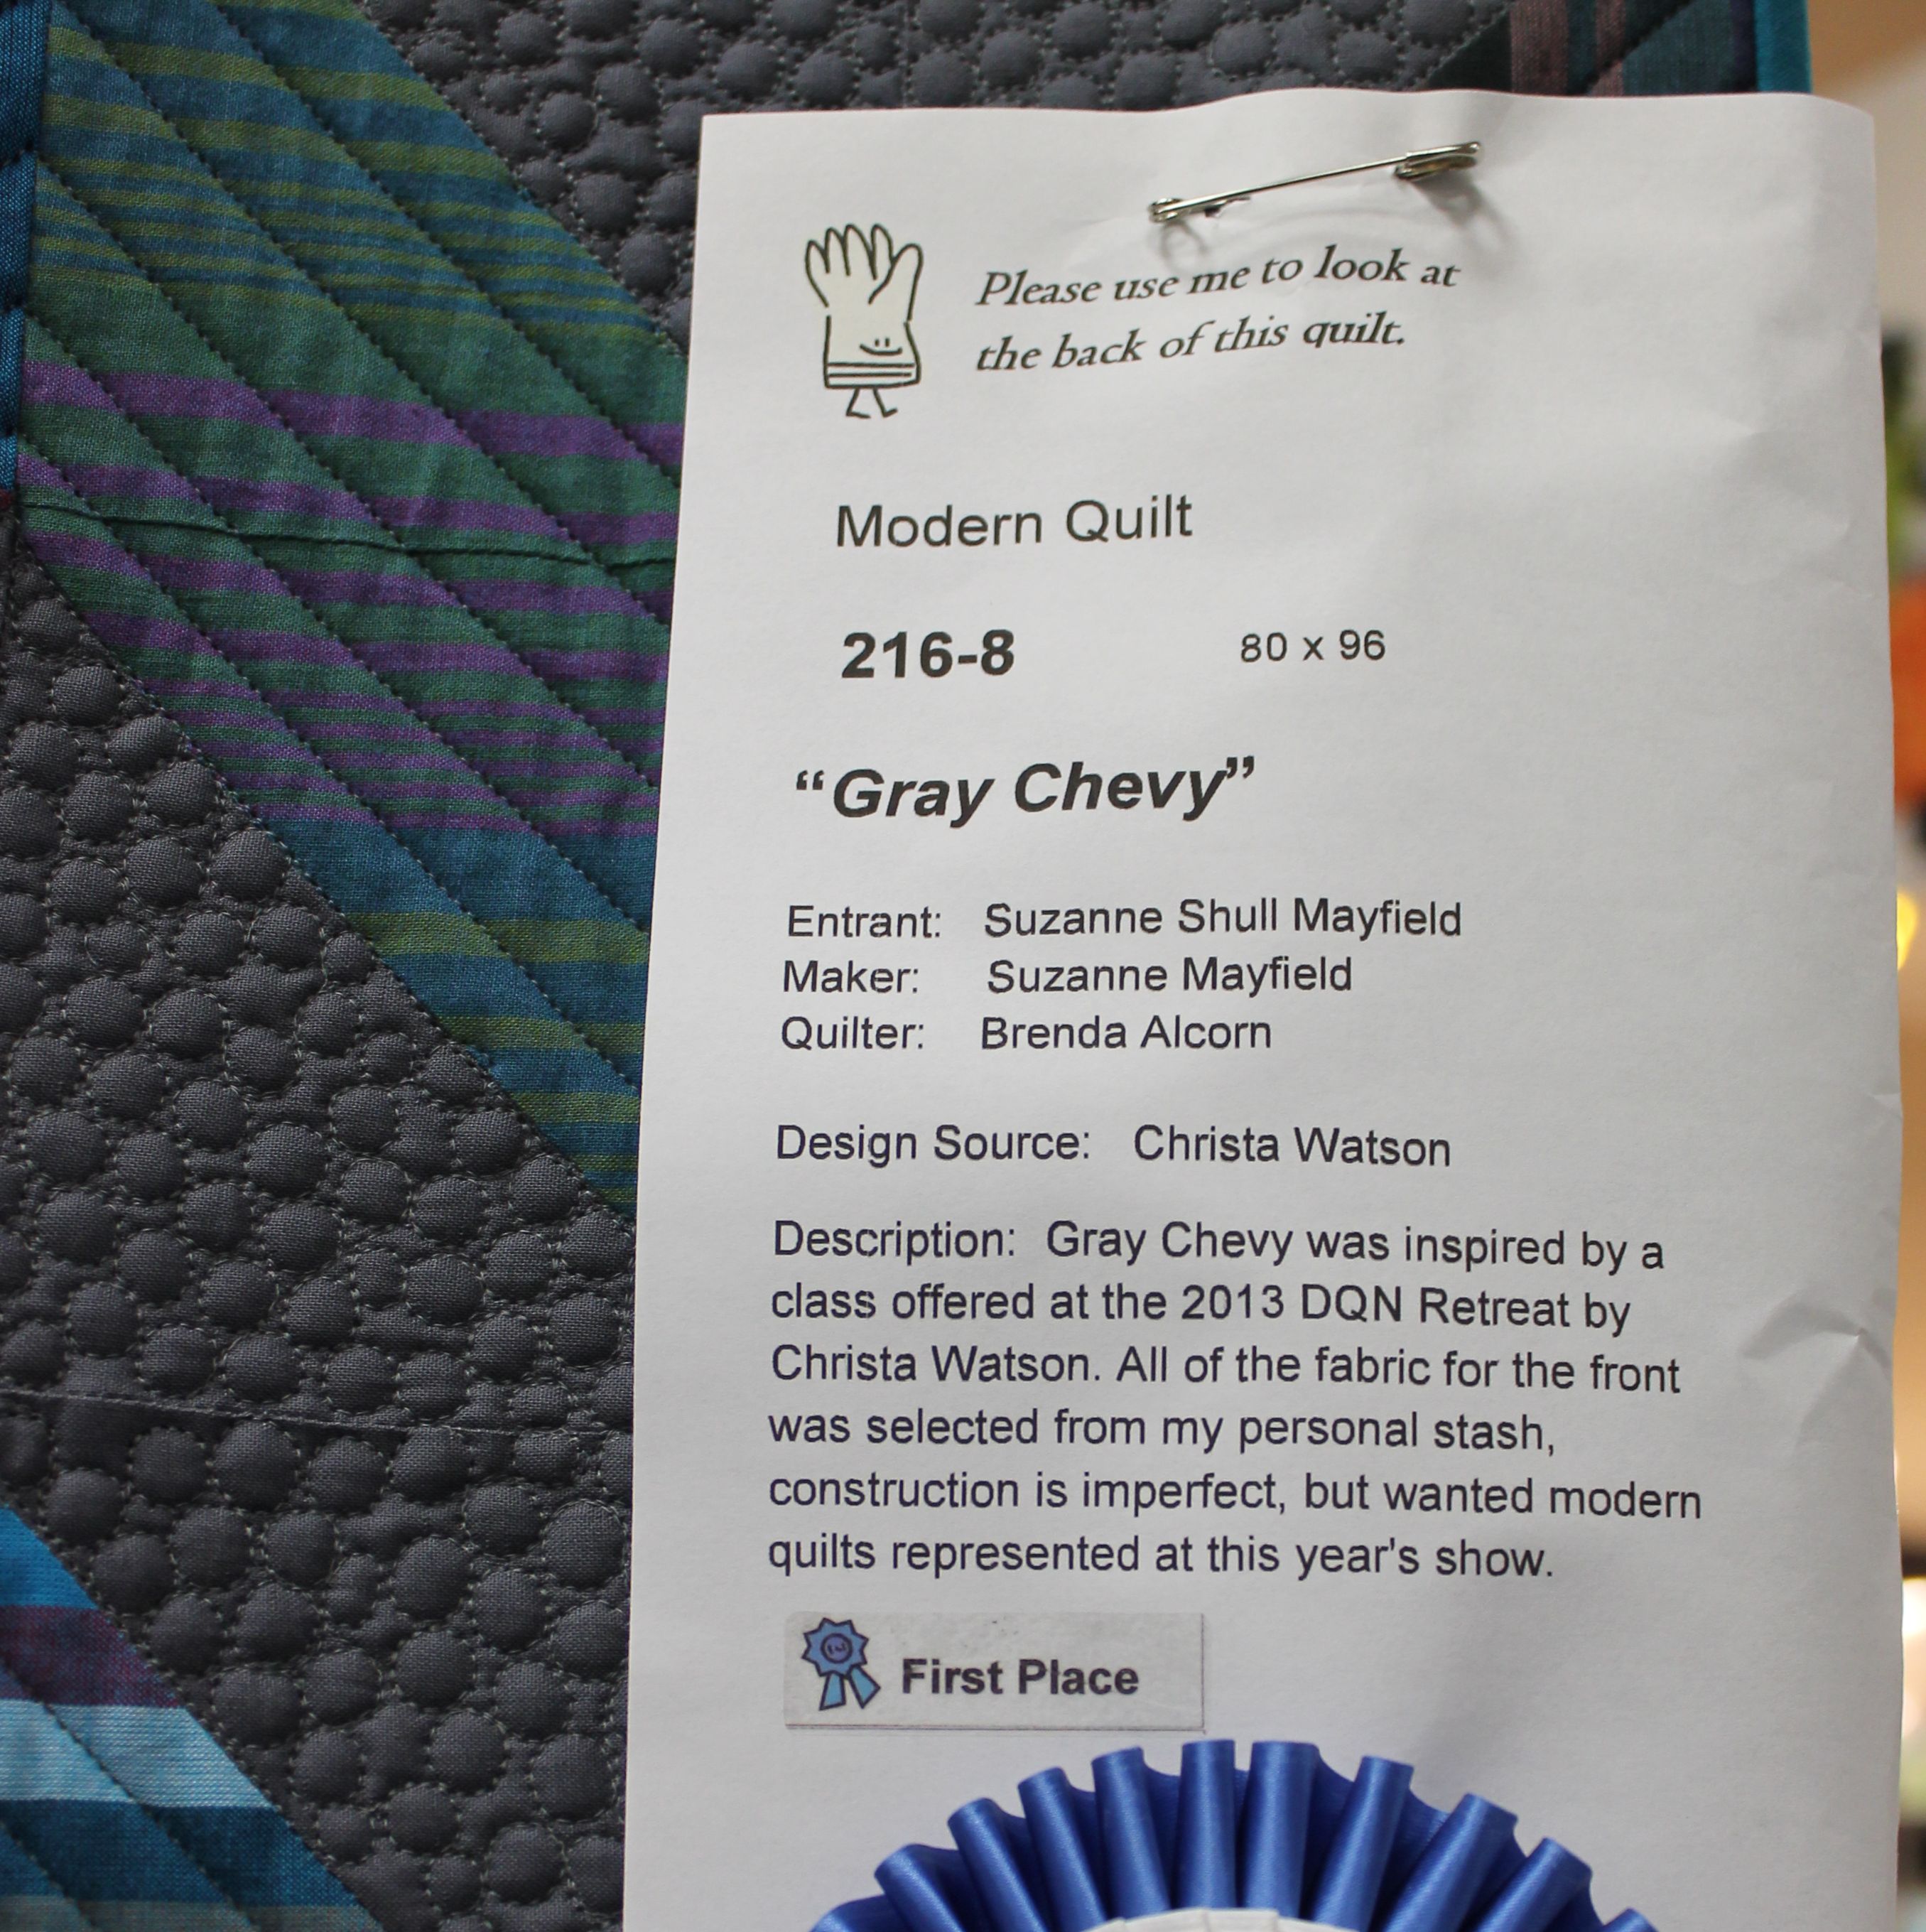 Please use me to look at
the back of this quilt.
Modern Quilt
216-8 80 x 96
“Gray Chevy”
Entrant: Suzanne Shull Mayfield
Maker: Suzanne Mayfield
Quilter: Brenda Alcorn
Design Source: Christa Watson
Description: Gray Chevy was inspired by a
class offered at the 2013 DQN Retreat by
Christa Watson. All of the fabric for the front
was selected from my personal stash,
construction is imperfect, but wanted modern
quilts represented at this year's show.
First Place